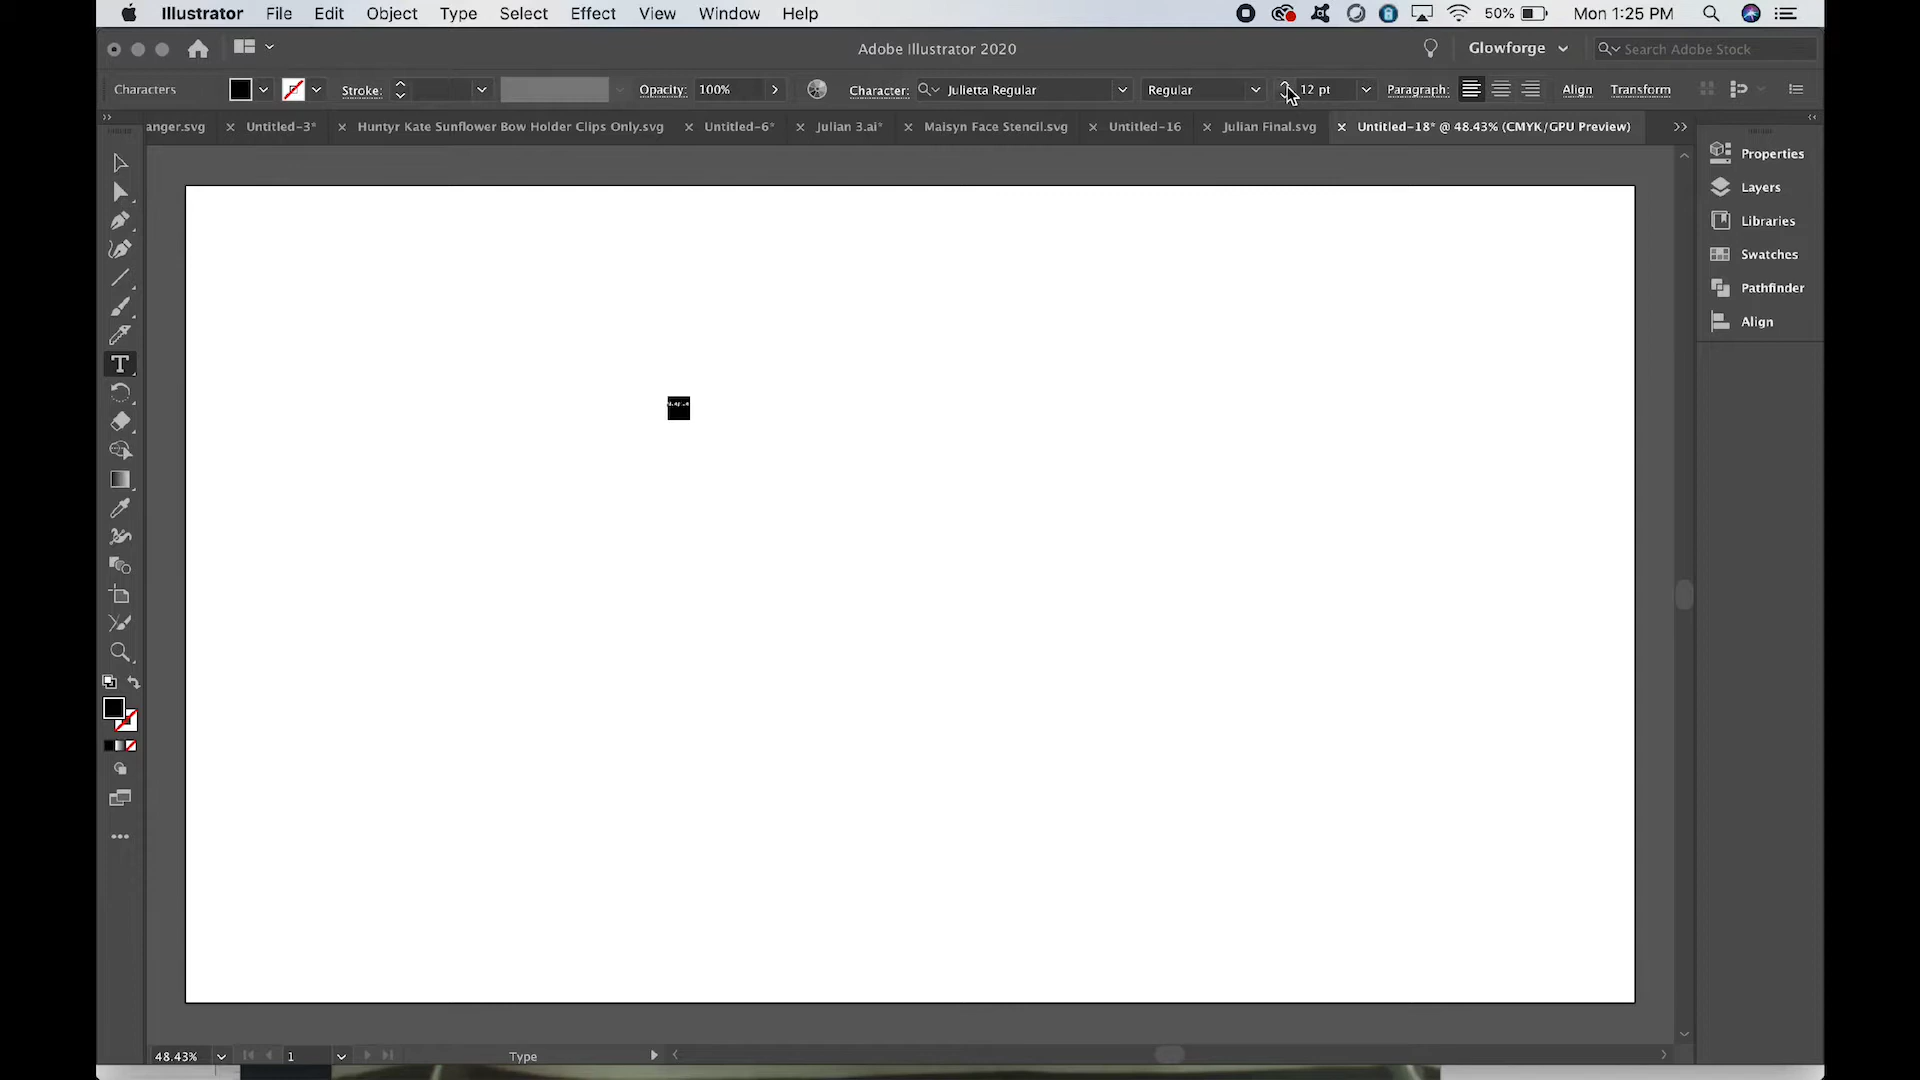 Illustrator File Edit Object Type Select Effect View Window Help 50% Mon 1:25 PM
Adobe Illustrator 2020 Glowforge Search Adobe Stock
Characters Stroke: Opacity: 100% Character: Julietta Regular Regular 12 pt Paragraph: Align Transform
anger.svg × Untitled-3* × Huntyr Kate Sunflower Bow Holder Clips Only.svg × Untitled-6* × Julian 3.ai* × Maisyn Face Stencil.svg × Untitled-16 × Julian Final.svg × Untitled-18* @ 48.43% (CMYK/GPU Preview)
Properties
Layers
Libraries
Swatches
Pathfinder
Align
48.43% 1 Type